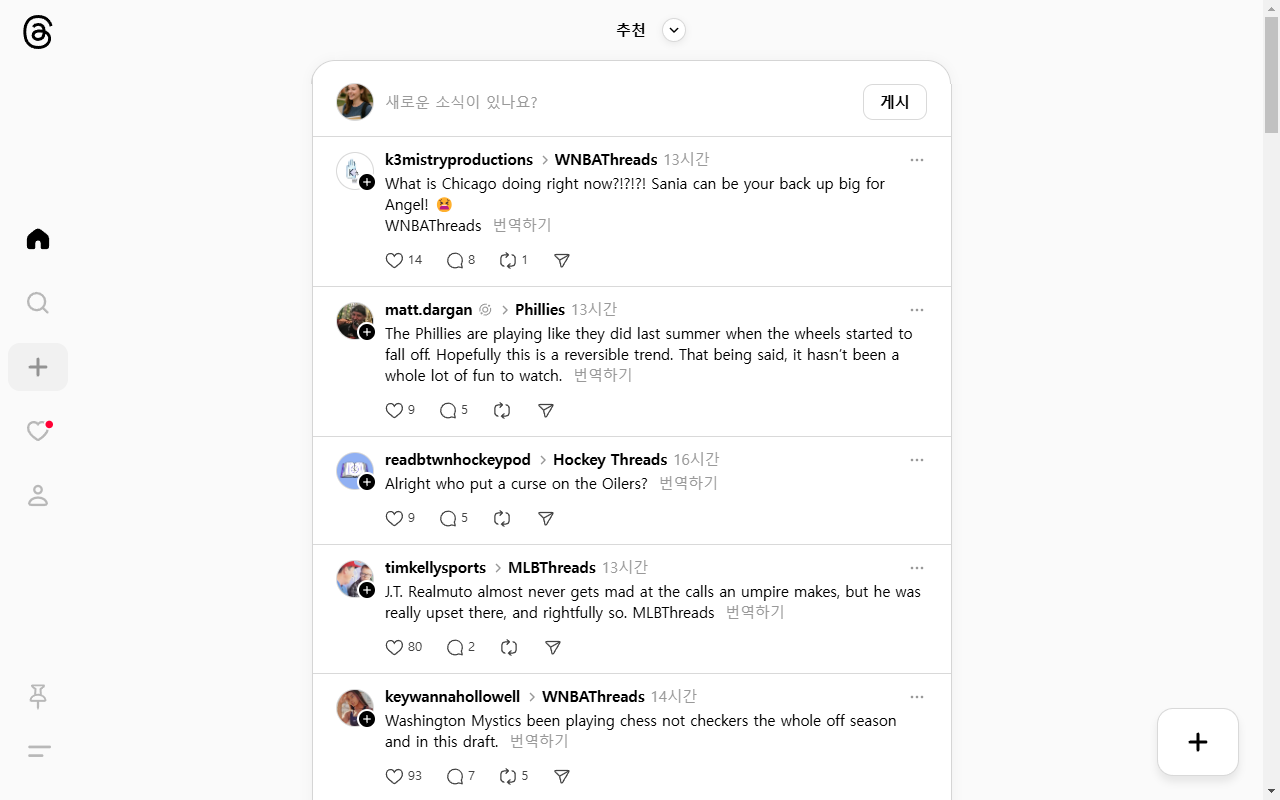 추천
새로운 소식이 있나요?
게시
k3mistryproductions > WNBAThreads 13시간
What is Chicago doing right now?!?!?! Sania can be your back up big for
Angel! 😫
WNBAThreads 번역하기
14 8 1
matt.dargan > Phillies 13시간
The Phillies are playing like they did last summer when the wheels started to
fall off. Hopefully this is a reversible trend. That being said, it hasn’t been a
whole lot of fun to watch. 번역하기
9 5
readbtwnhockeypod > Hockey Threads 16시간
Alright who put a curse on the Oilers? 번역하기
9 5
timkellysports > MLBThreads 13시간
J.T. Realmuto almost never gets mad at the calls an umpire makes, but he was
really upset there, and rightfully so. MLBThreads 번역하기
80 2
keywannahollowell > WNBAThreads 14시간
Washington Mystics been playing chess not checkers the whole off season
and in this draft. 번역하기
93 7 5